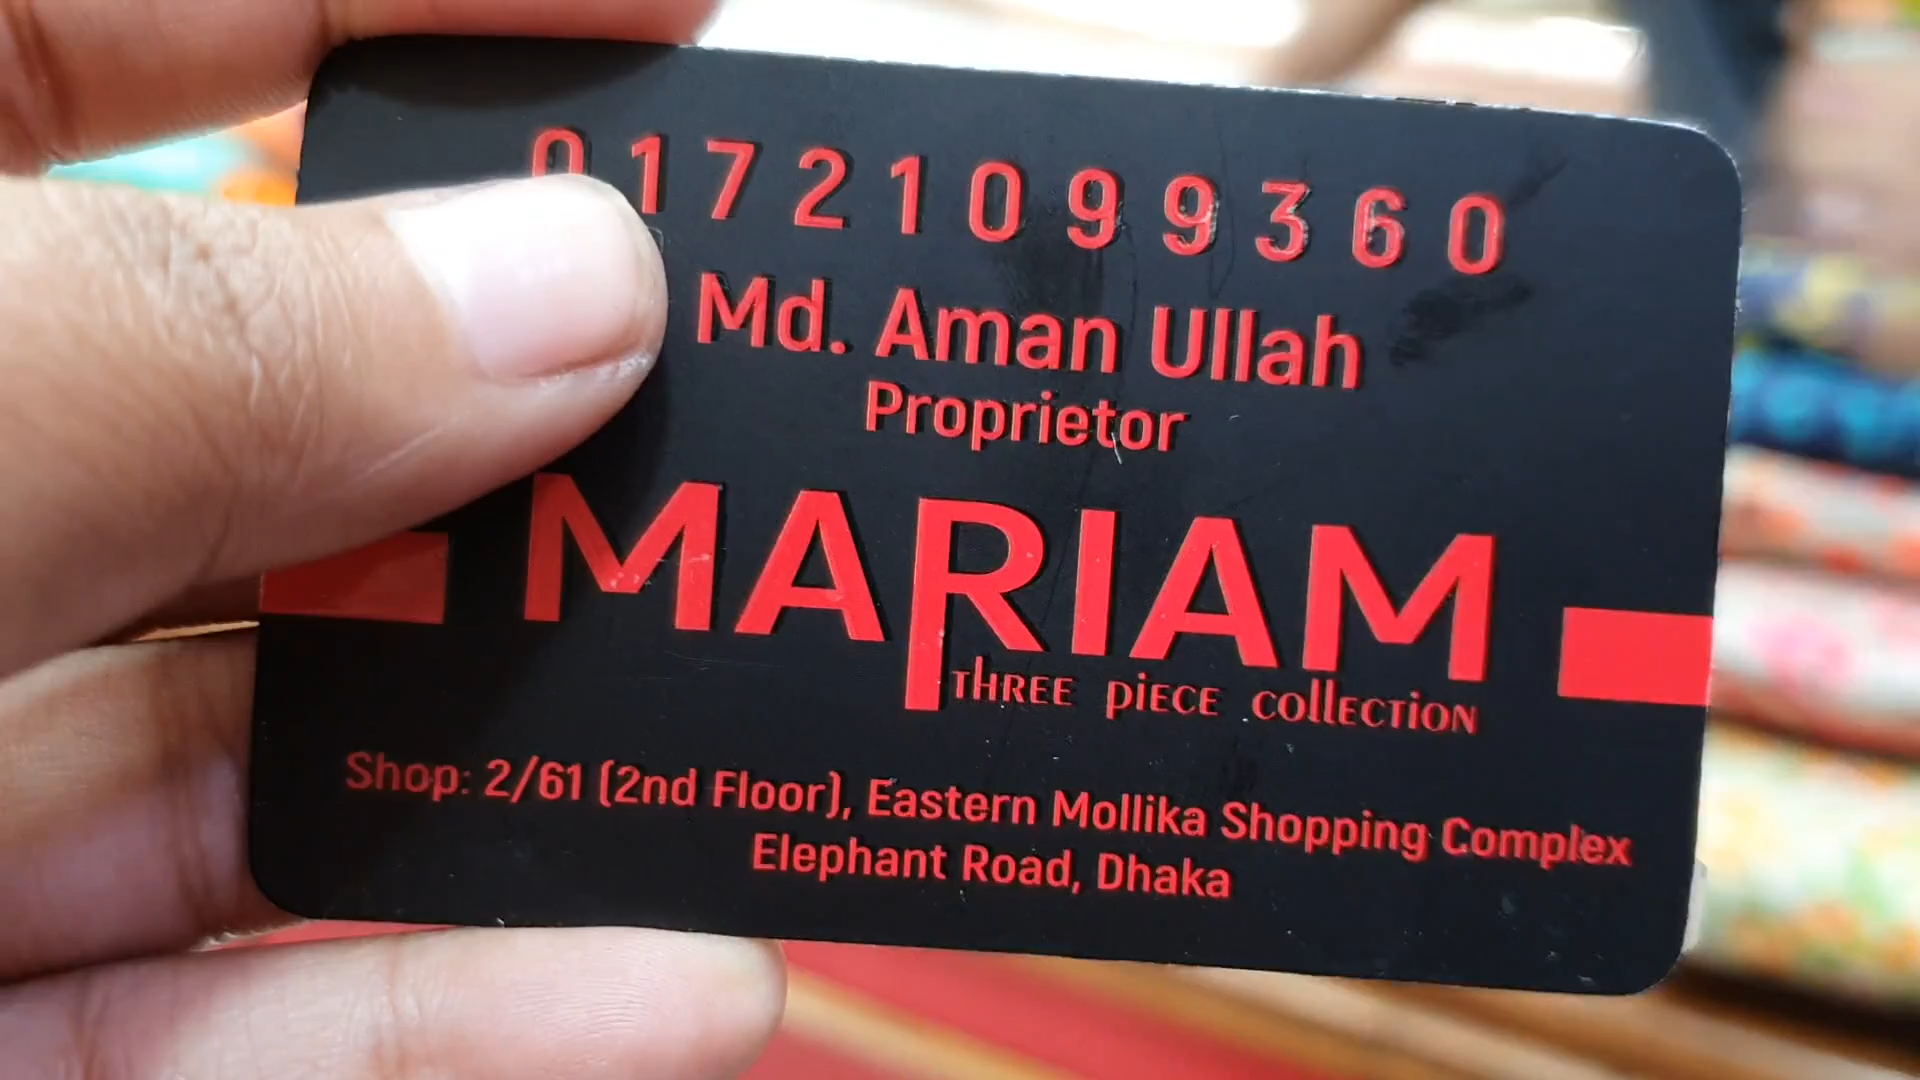 01721099360
Md. Aman Ullah
Proprietor
MARIAM
THREE PIECE COLLECTION
Shop: 2/61 (2nd Floor), Eastern Mollika Shopping Complex
Elephant Road, Dhaka